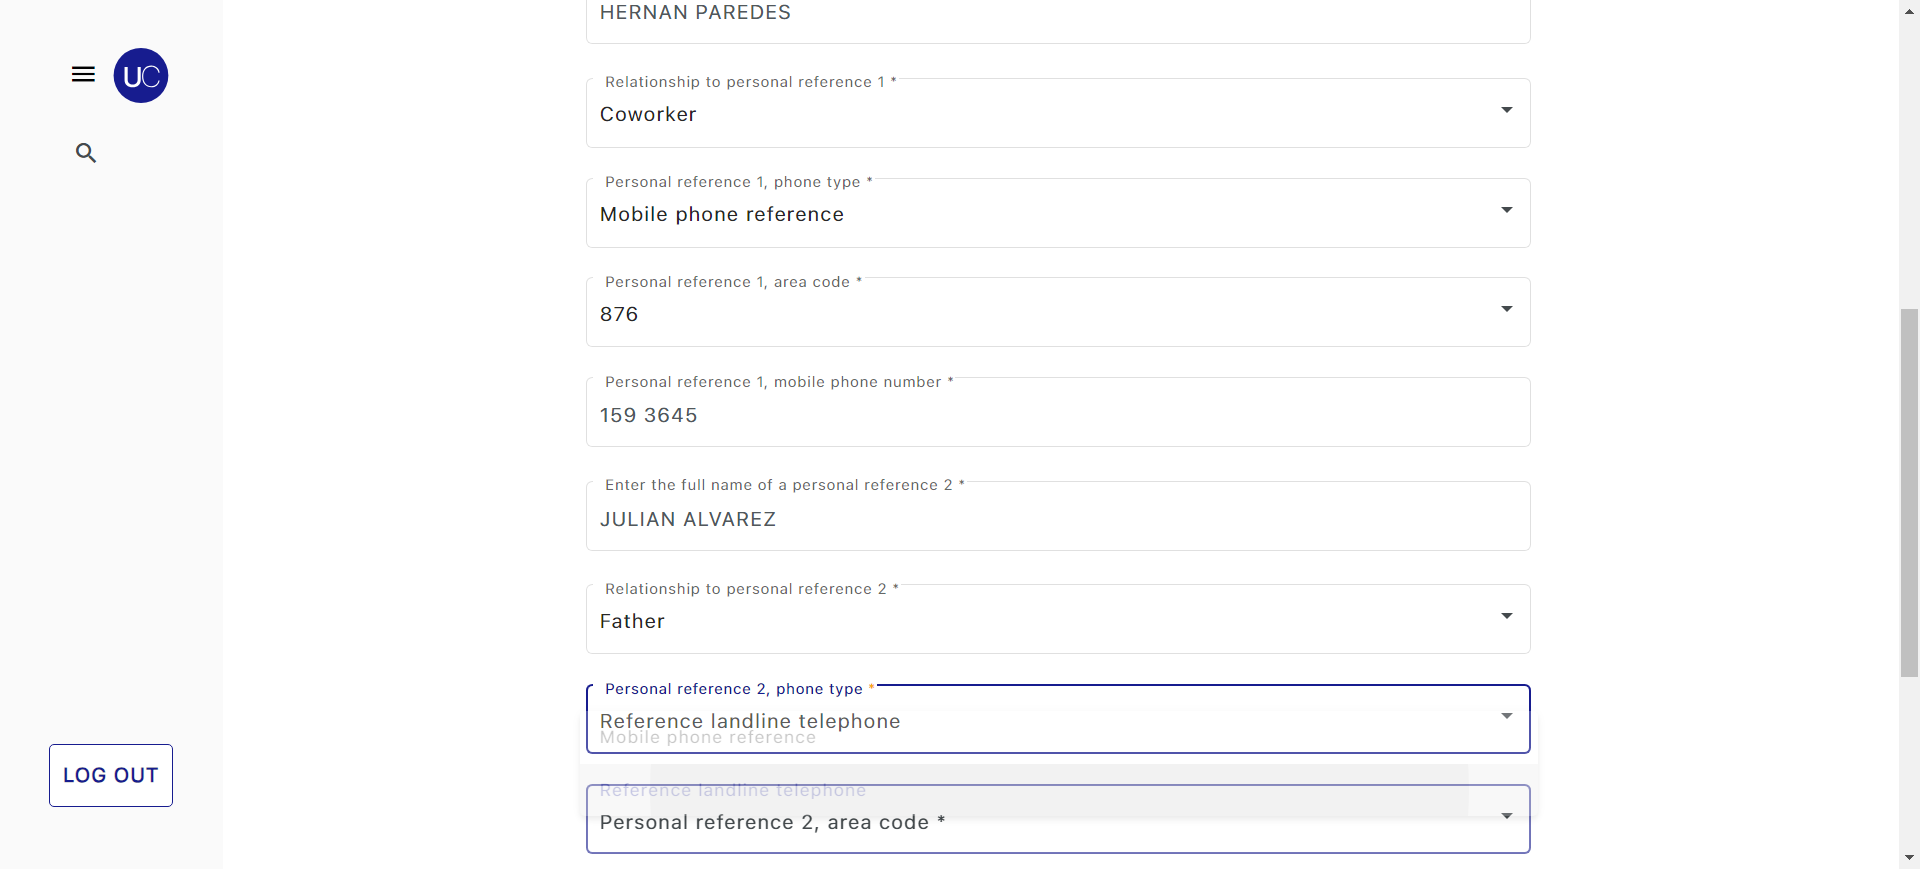 HERNAN PAREDES
UC
Relationship to personal reference 1 *
Coworker
Personal reference 1, phone type *
Mobile phone reference
Personal reference 1, area code *
876
Personal reference 1, mobile phone number *
159 3645
Enter the full name of a personal reference 2 *
JULIAN ALVAREZ
Relationship to personal reference 2 *
Father
Personal reference 2, phone type *
Reference landline telephone
Mobile phone reference
LOG OUT
Reference landline telephone
Personal reference 2, area code *